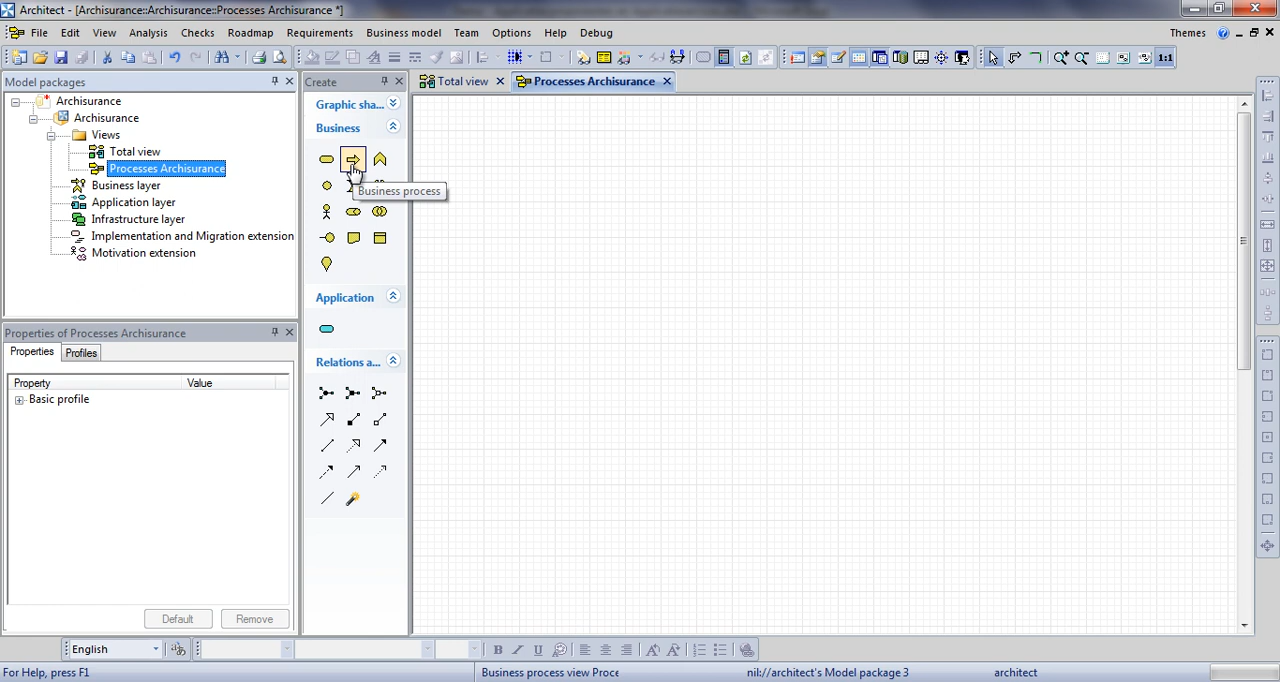 Architect - [Archisurance::Archisurance::Processes Archisurance *]
File Edit View Analysis Checks Roadmap Requirements Business model Team Options Help Debug Themes
1:1
Model packages
Archisurance
Archisurance
Views
Total view
Processes Archisurance
Business layer
Application layer
Infrastructure layer
Implementation and Migration extension
Motivation extension
Properties of Processes Archisurance
Properties Profiles
Property Value
Basic profile
Default Remove
Create
Graphic sha...
Business
Business process
Application
Relations a...
Total view Processes Archisurance
English
B I U
For Help, press F1 Business process view Proce nil://architect's Model package 3 architect